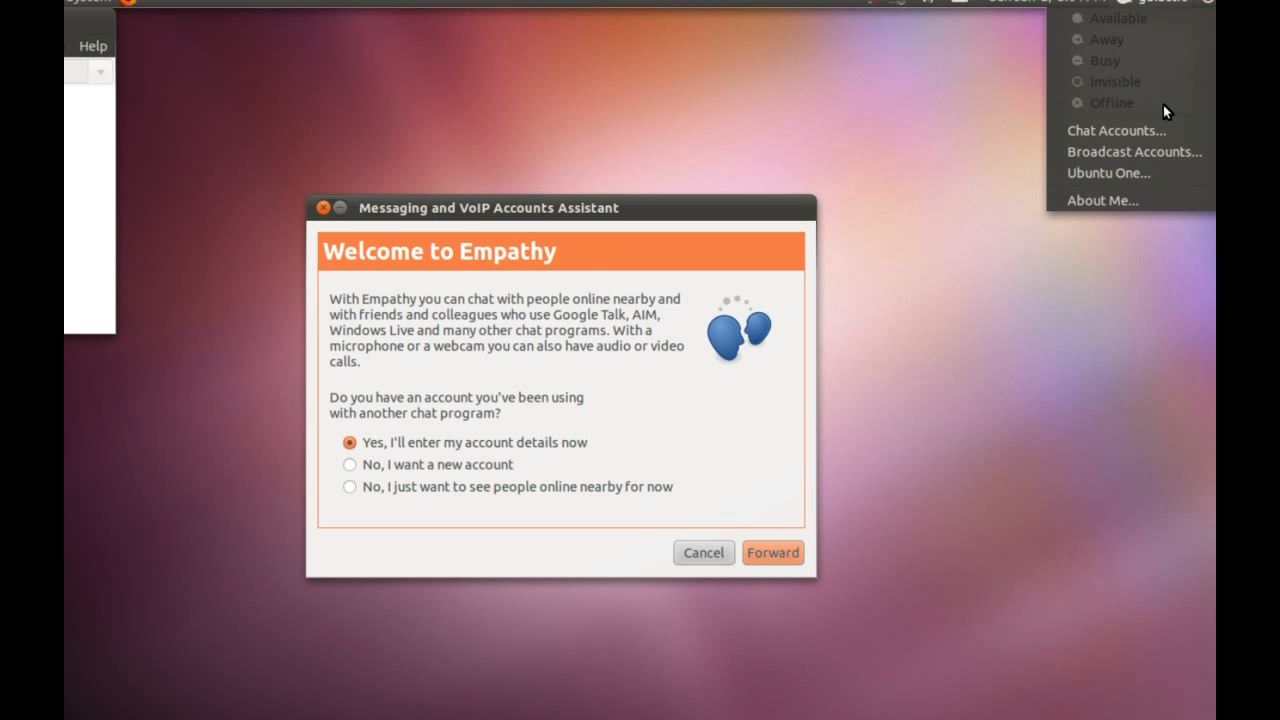 Help
Available
Away
Busy
Invisible
Offline
Chat Accounts...
Broadcast Accounts...
Ubuntu One...
About Me...
Messaging and VoIP Accounts Assistant
Welcome to Empathy
With Empathy you can chat with people online nearby and
with friends and colleagues who use Google Talk, AIM,
Windows Live and many other chat programs. With a
microphone or a webcam you can also have audio or video
calls.
Do you have an account you've been using
with another chat program?
Yes, I'll enter my account details now
No, I want a new account
No, I just want to see people online nearby for now
Cancel
Forward